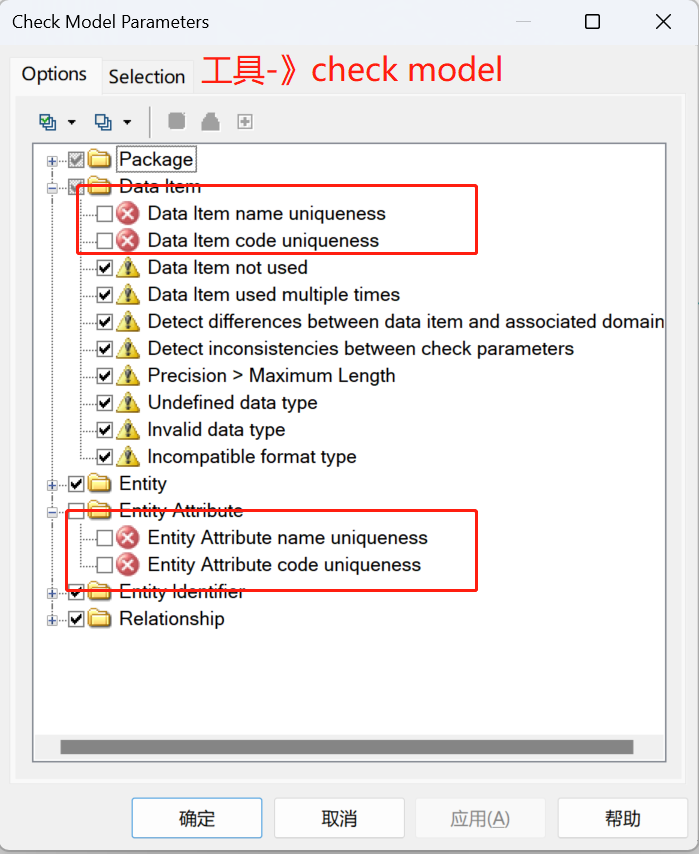 Check Model Parameters
Options
Selection
工具-》check model
Package
Data Item
Data Item name uniqueness
Data Item code uniqueness
Data Item not used
Data Item used multiple times
Detect differences between data item and associated domain
Detect inconsistencies between check parameters
Precision > Maximum Length
Undefined data type
Invalid data type
Incompatible format type
Entity
Entity Attribute
Entity Attribute name uniqueness
Entity Attribute code uniqueness
Entity Identifier
Relationship
确定
取消
应用(A)
帮助